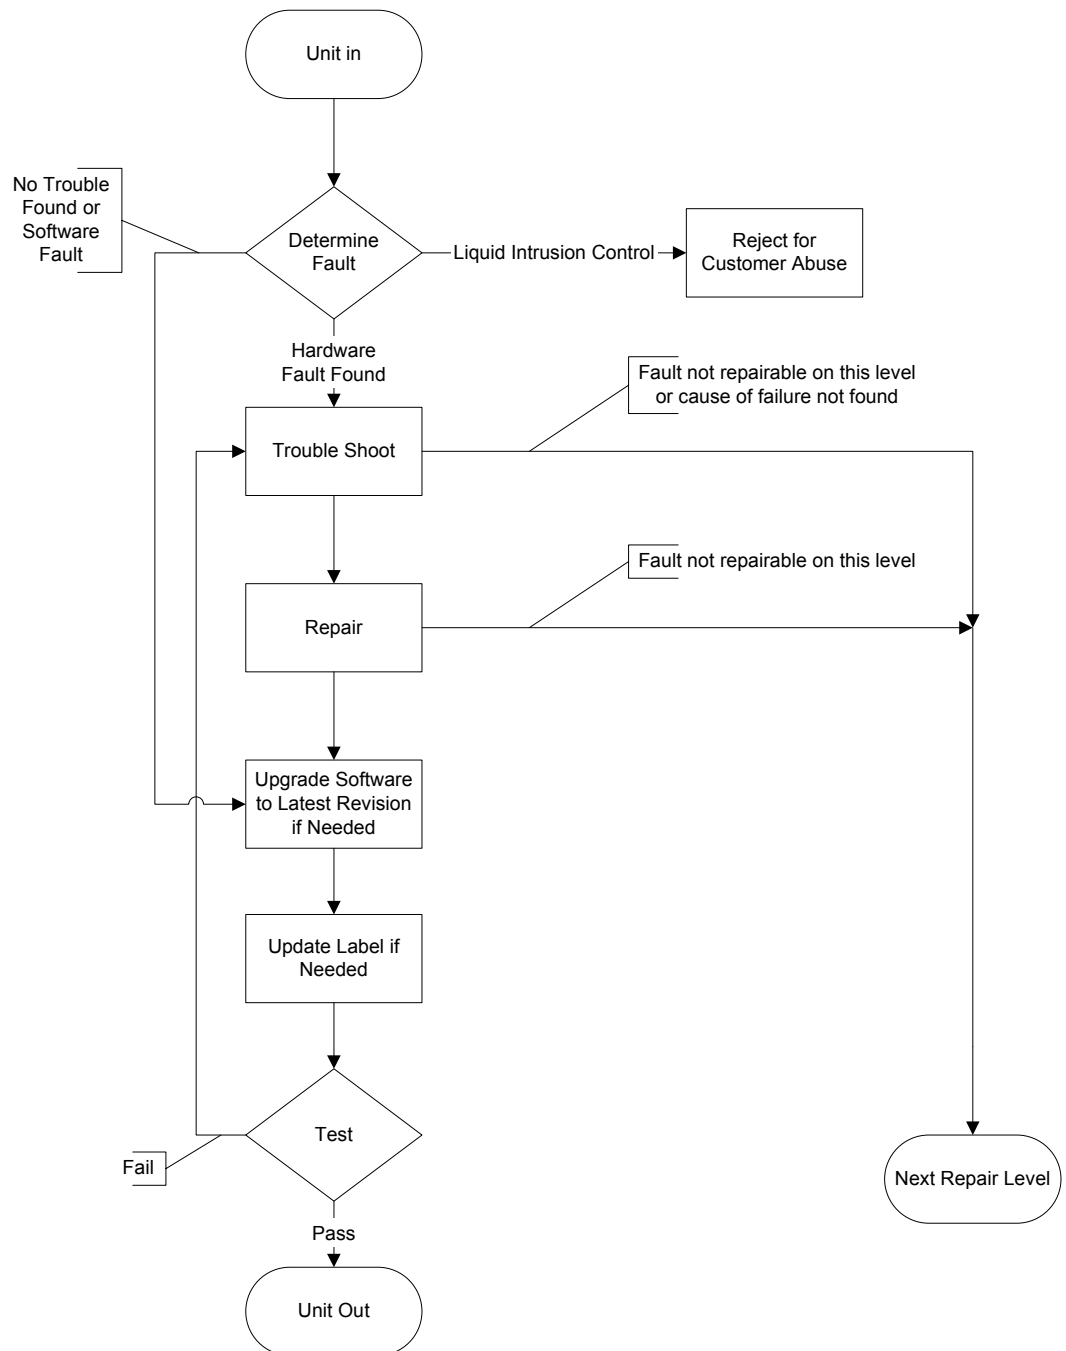 Unit in
No Trouble
Found or
Software
Fault
Determine
Fault
Liquid Intrusion Control
Reject for
Customer Abuse
Hardware
Fault Found
Fault not repairable on this level
or cause of failure not found
Trouble Shoot
Fault not repairable on this level
Repair
Upgrade Software
to Latest Revision
if Needed
Update Label if
Needed
Test
Fail
Next Repair Level
Pass
Unit Out